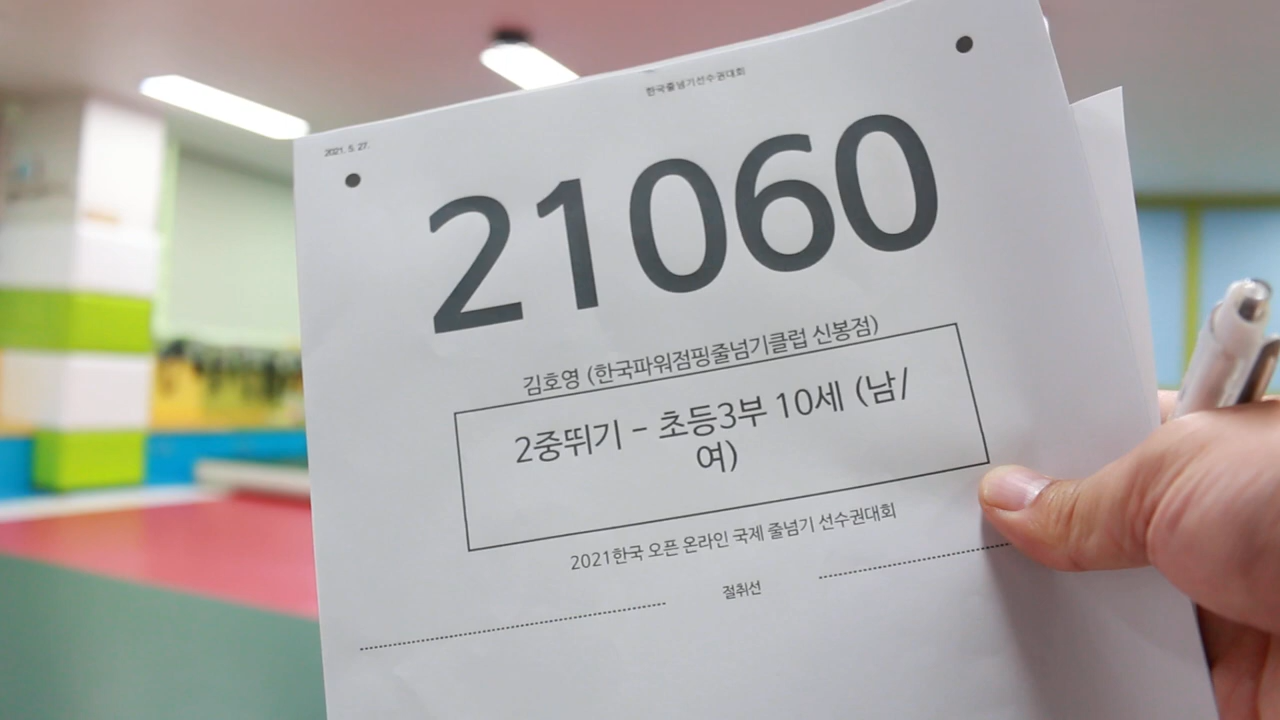 한국줄넘기선수권대회
2021. 5. 27.
21060
김호영 (한국파워점핑줄넘기클럽 신봉점)
2중뛰기 - 초등3부 10세 (남/
여)
2021한국 오픈 온라인 국제 줄넘기 선수권대회
절취선